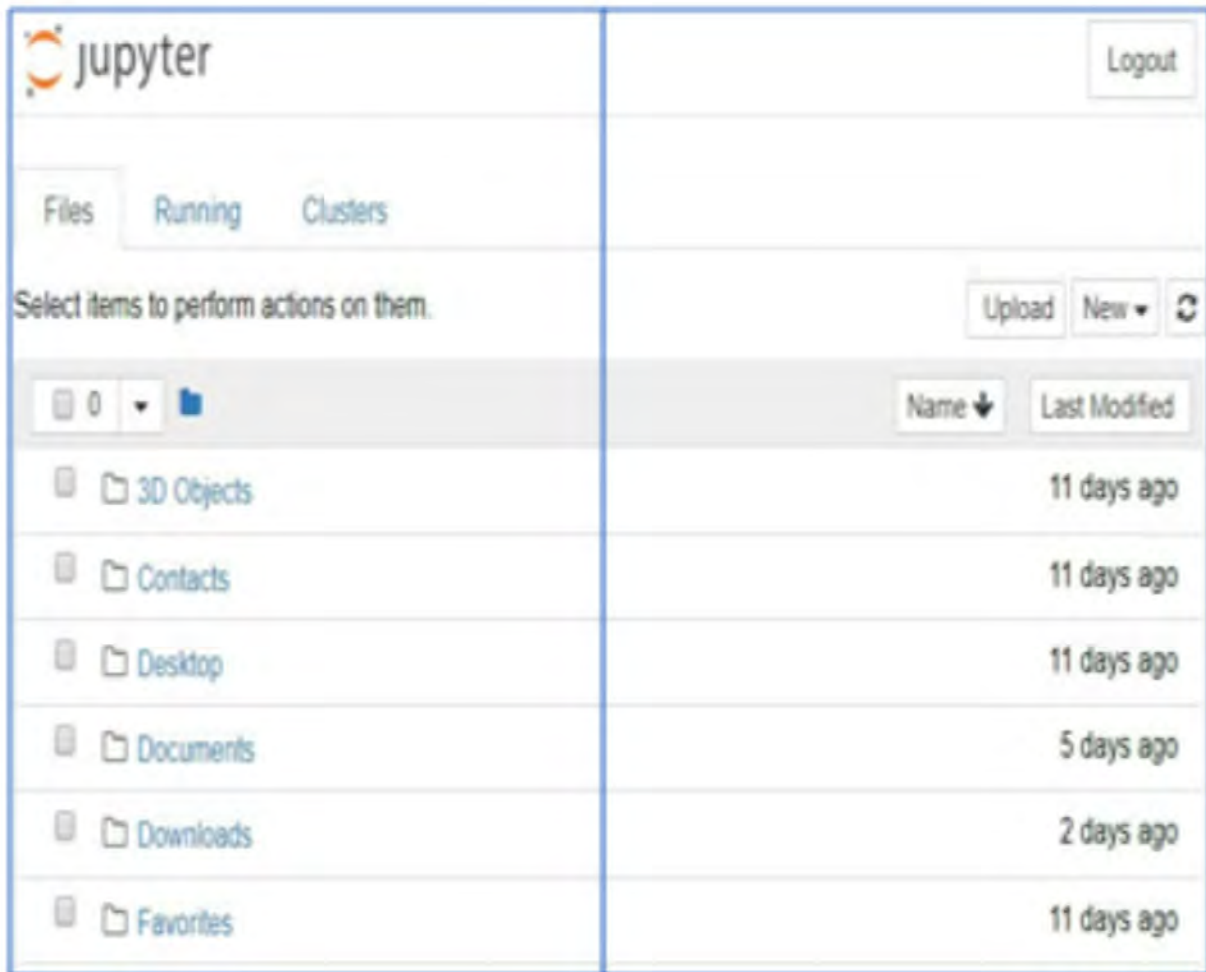 jupyter Logout
Files Running Clusters
Select items to perform actions on them. Upload New
0 Name Last Modified
3D Objects 11 days ago
Contacts 11 days ago
Desktop 11 days ago
Documents 5 days ago
Downloads 2 days ago
Favorites 11 days ago